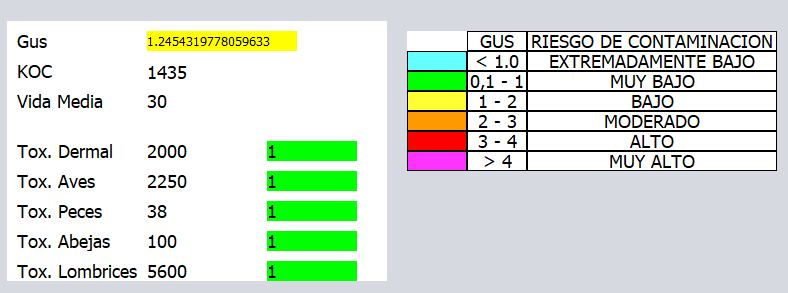 Gus 1.2454319778059633
KOC 1435
Vida Media 30
Tox. Dermal 2000 1
Tox. Aves 2250 1
Tox. Peces 38 1
Tox. Abejas 100 1
Tox. Lombrices 5600 1
GUS RIESGO DE CONTAMINACION
< 1.0 EXTREMADAMENTE BAJO
0,1 - 1 MUY BAJO
1 - 2 BAJO
2 - 3 MODERADO
3 - 4 ALTO
> 4 MUY ALTO